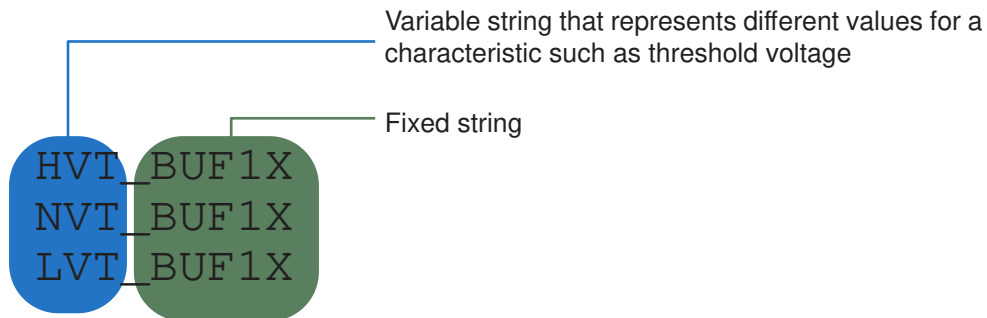 Variable string that represents different values for a
characteristic such as threshold voltage
Fixed string
HVT_BUF1X
NVT_BUF1X
LVT_BUF1X